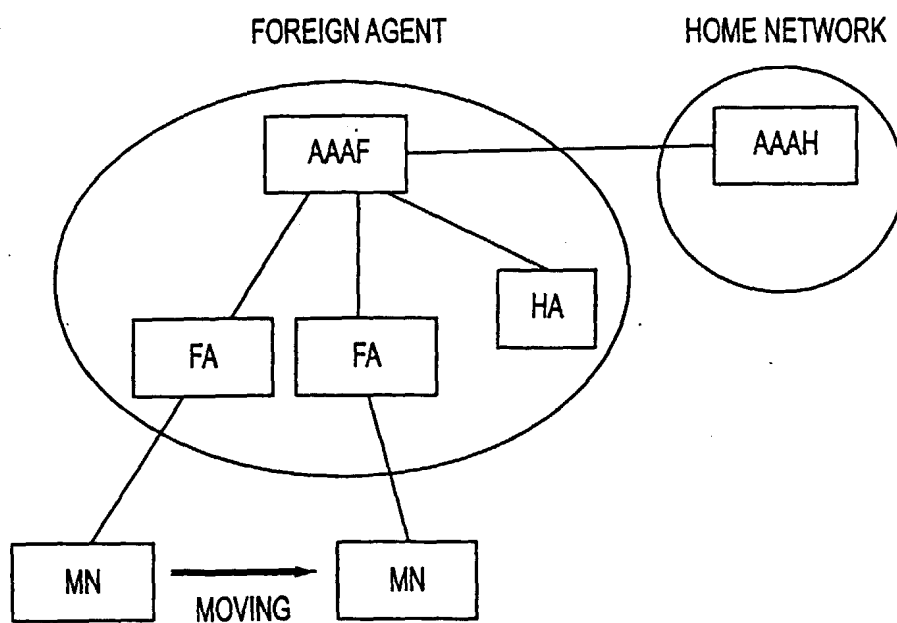 FOREIGN AGENT
HOME NETWORK
AAAF
AAAH
HA
FA
FA
MN
MN
MOVING